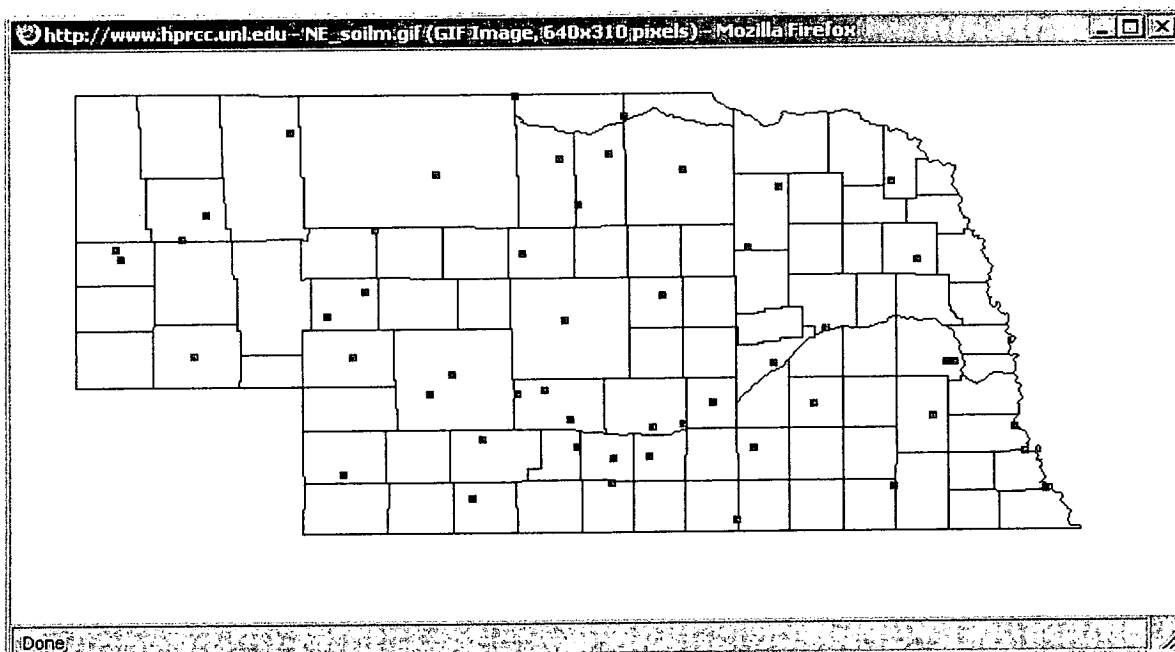 http://www.hprcc.unl.edu - NE_soilm.gif (GIF Image, 640x310 pixels) - Mozilla Firefox
Done